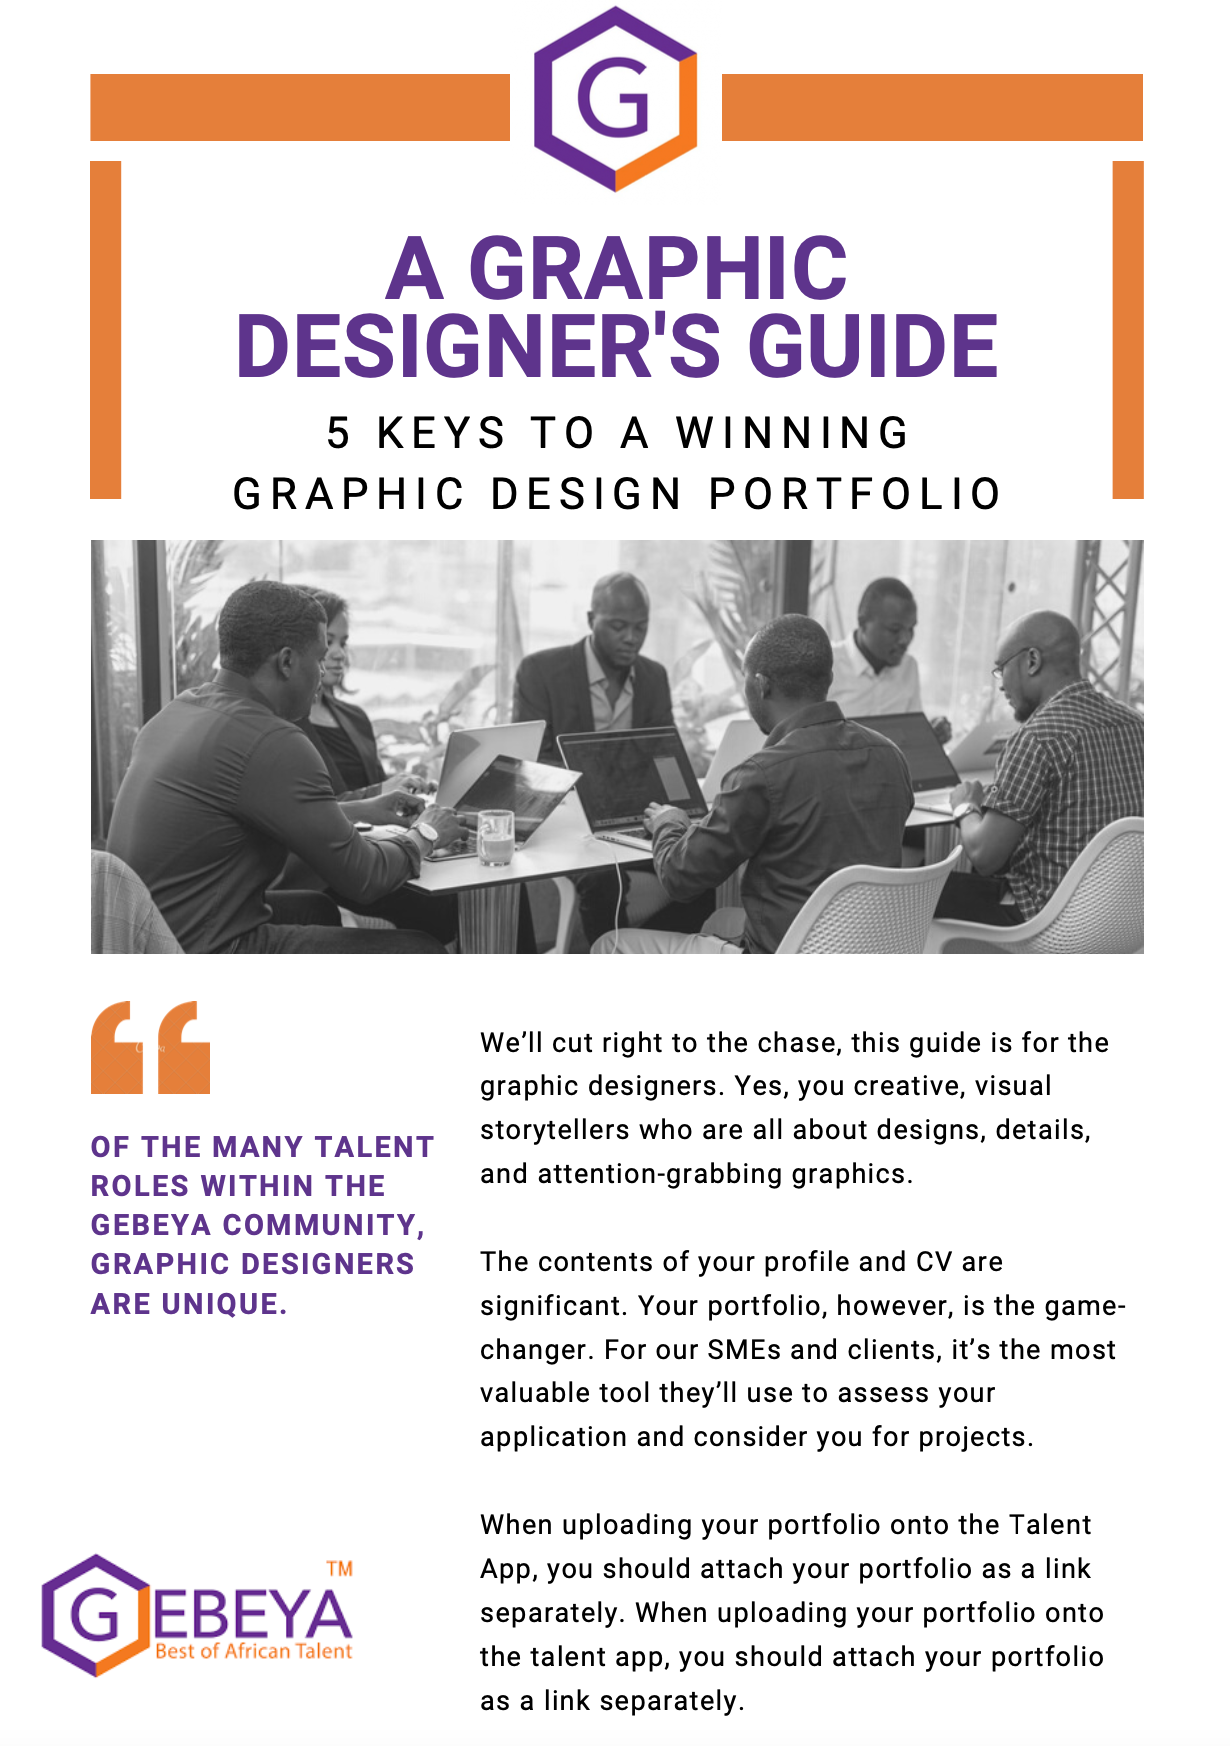 G
A GRAPHIC
DESIGNER'S GUIDE
5 KEYS TO A WINNING
GRAPHIC DESIGN PORTFOLIO
OF THE MANY TALENT
ROLES WITHIN THE
GEBEYA COMMUNITY,
GRAPHIC DESIGNERS
ARE UNIQUE.
We’ll cut right to the chase, this guide is for the
graphic designers. Yes, you creative, visual
storytellers who are all about designs, details,
and attention-grabbing graphics.
The contents of your profile and CV are
significant. Your portfolio, however, is the game-
changer. For our SMEs and clients, it’s the most
valuable tool they’ll use to assess your
application and consider you for projects.
When uploading your portfolio onto the Talent
App, you should attach your portfolio as a link
separately. When uploading your portfolio onto
the talent app, you should attach your portfolio
as a link separately.
GEBEYA TM
Best of African Talent